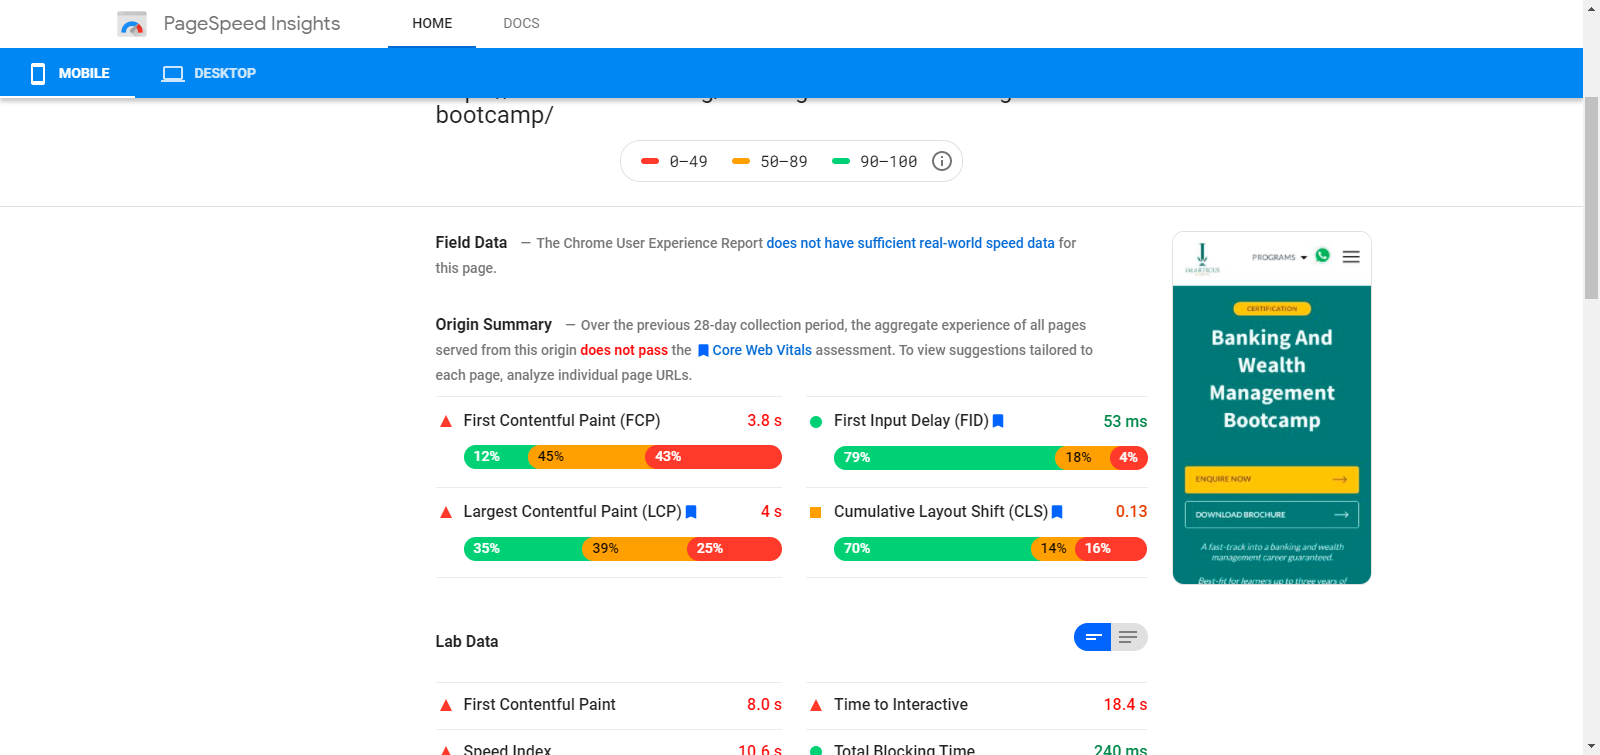 PageSpeed Insights
HOME
DOCS
MOBILE
DESKTOP
bootcamp/
0–49
50–89
90–100
Field Data — The Chrome User Experience Report does not have sufficient real-world speed data for
this page.
Origin Summary — Over the previous 28-day collection period, the aggregate experience of all pages
served from this origin does not pass the Core Web Vitals assessment. To view suggestions tailored to
each page, analyze individual page URLs.
First Contentful Paint (FCP) 3.8 s
12% 45% 43%
First Input Delay (FID) 53 ms
79% 18% 4%
Largest Contentful Paint (LCP) 4 s
35% 39% 25%
Cumulative Layout Shift (CLS) 0.13
70% 14% 16%
PROGRAMS
CERTIFICATION
Banking And
Wealth
Management
Bootcamp
ENQUIRE NOW
DOWNLOAD BROCHURE
A fast-track into a banking and wealth
management career guaranteed.
Best-fit for learners up to three years of
Lab Data
First Contentful Paint 8.0 s
Time to Interactive 18.4 s
Speed Index 10.6 s
Total Blocking Time 240 ms